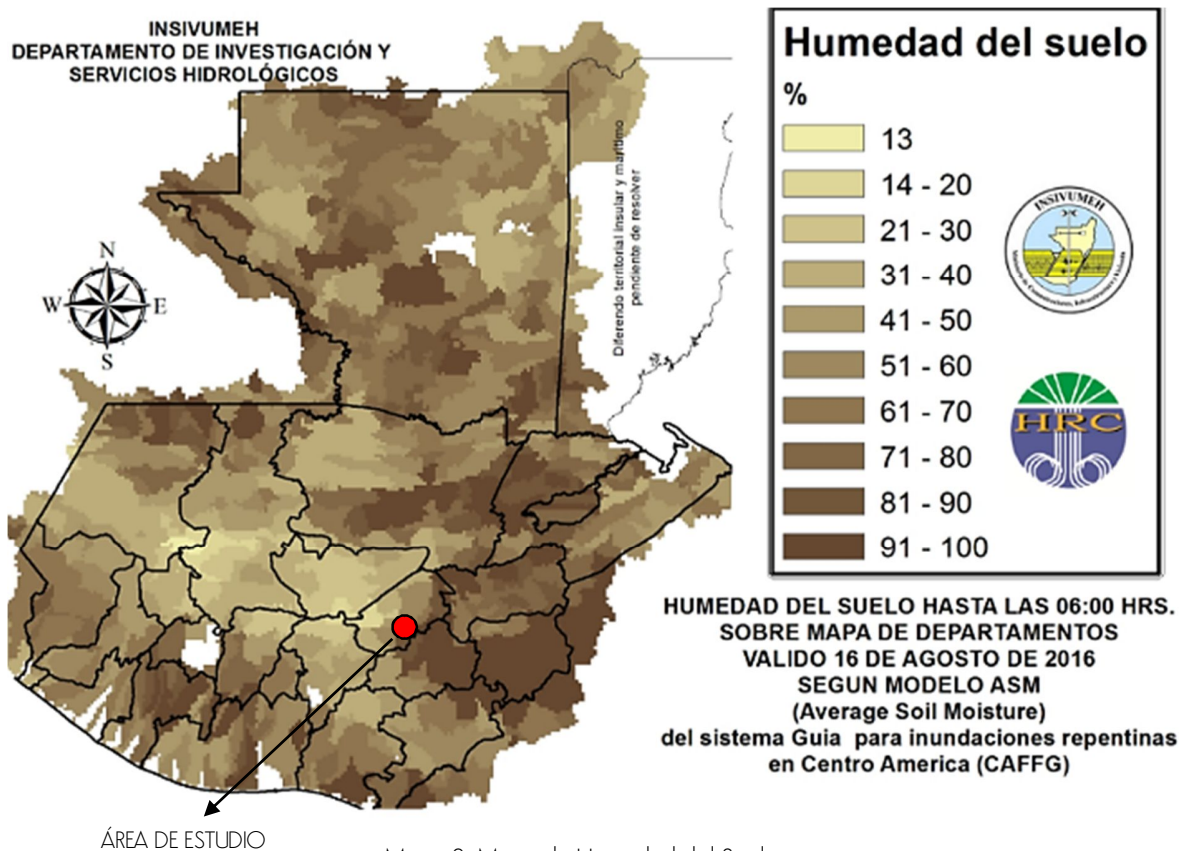 INSIVUMEH
DEPARTAMENTO DE INVESTIGACIÓN Y
SERVICIOS HIDROLÓGICOS
Diferendo territorial insular y marítimo
pendiente de resolver
N
W
E
S
Humedad del suelo
%
13
14 - 20
21 - 30
31 - 40
41 - 50
51 - 60
61 - 70
71 - 80
81 - 90
91 - 100
INSIVUMEH
HRC
HUMEDAD DEL SUELO HASTA LAS 06:00 HRS.
SOBRE MAPA DE DEPARTAMENTOS
VALIDO 16 DE AGOSTO DE 2016
SEGUN MODELO ASM
(Average Soil Moisture)
del sistema Guia para inundaciones repentinas
en Centro America (CAFFG)
ÁREA DE ESTUDIO